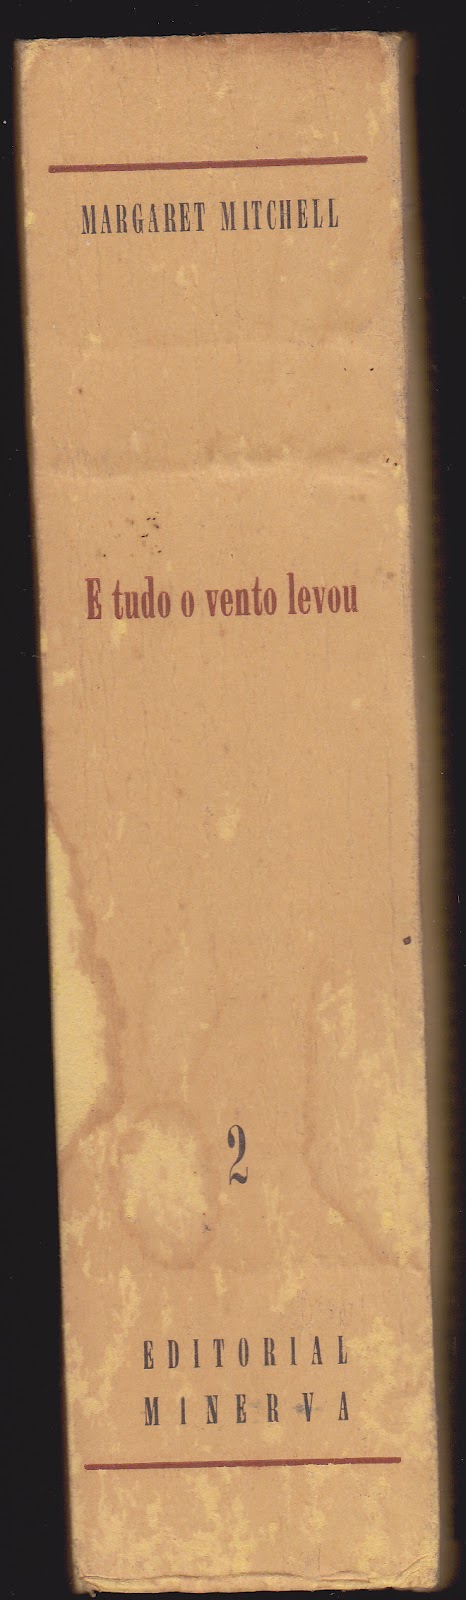 MARGARET MITCHELL
E tudo o vento levou
2
EDITORIAL
MINERVA